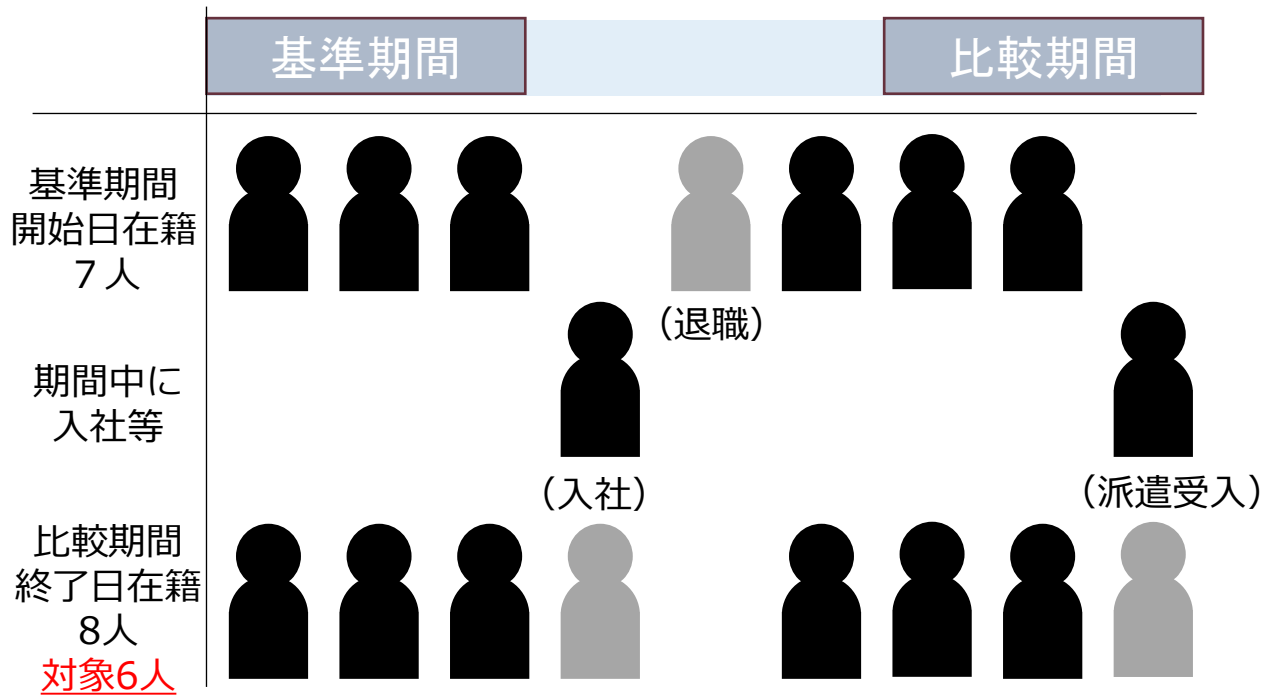 基準期間
比較期間
基準期間
開始日在籍
７人
（退職）
期間中に
入社等
（入社）
（派遣受入）
比較期間
終了日在籍
8人
対象6人